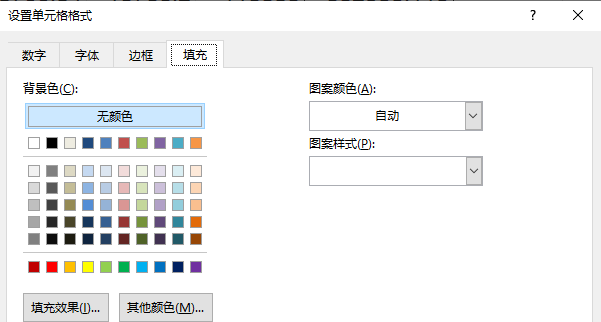 设置单元格格式
?
数字 字体 边框 填充
背景色(C): 图案颜色(A):
无颜色 自动
图案样式(P):
填充效果(I)... 其他颜色(M)...